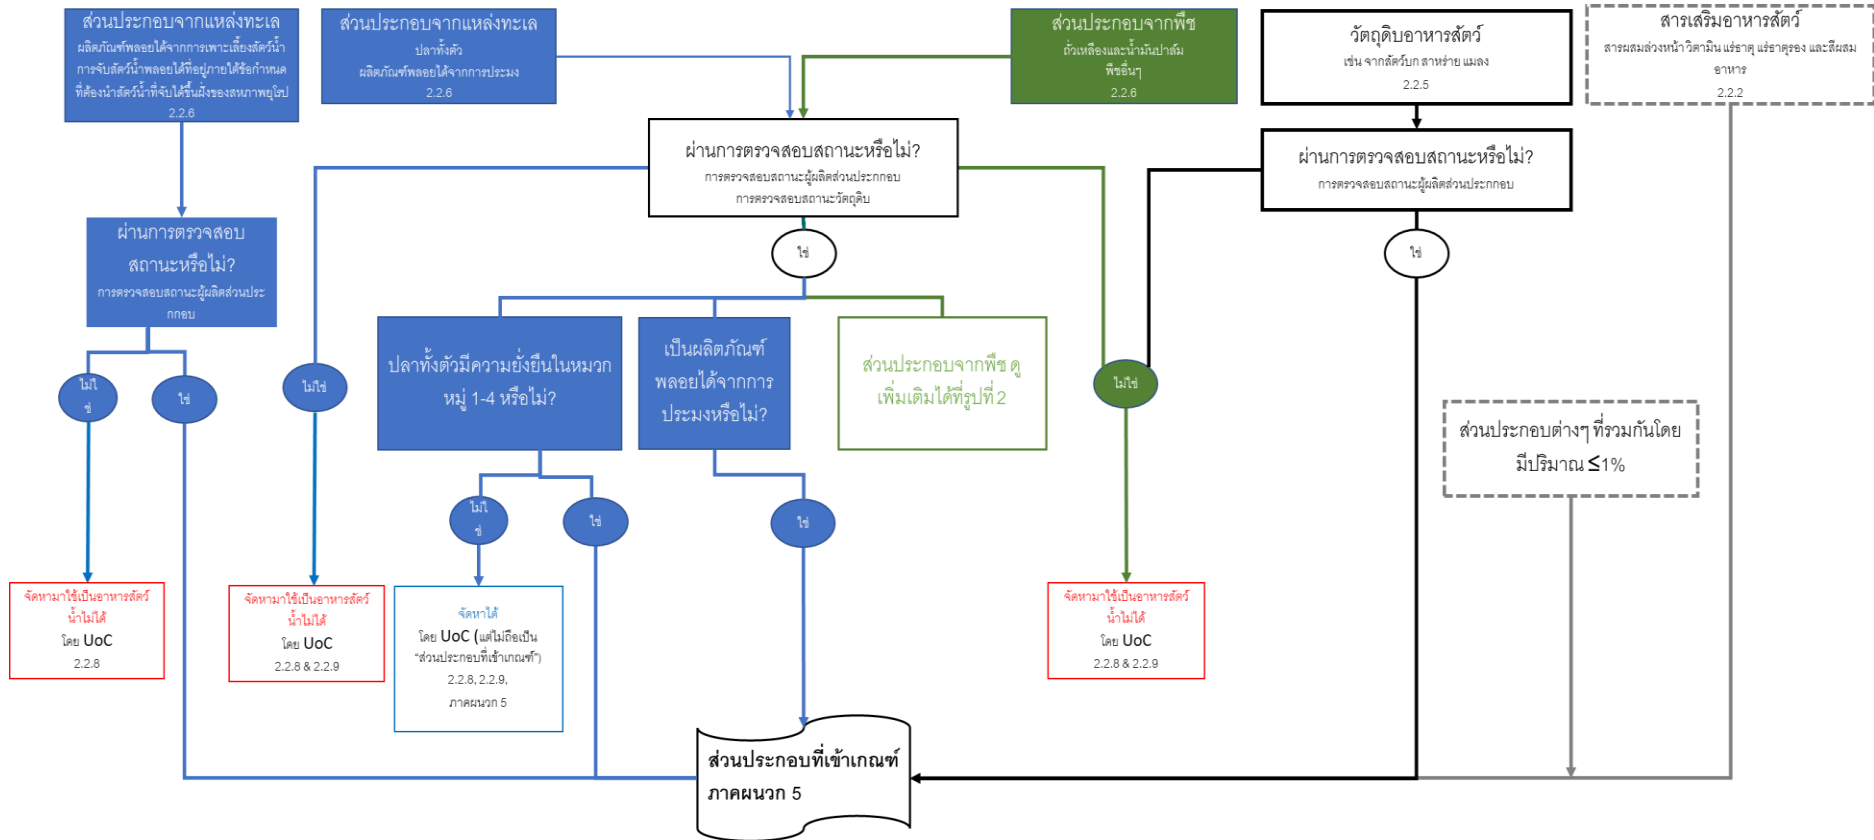 ส่วนประกอบจากแหล่งทะเล
ผลิตภัณฑ์พลอยได้จากการเพาะเลี้ยงสัตว์น้ำ
การจับสัตว์น้ำพลอยได้ที่อยู่ภายใต้ข้อกำหนด
ที่ต้องนำสัตว์น้ำที่จับได้ขึ้นฝั่งของสหภาพยุโรป
2.2.6
ส่วนประกอบจากแหล่งทะเล
ปลาทั้งตัว
ผลิตภัณฑ์พลอยได้จากการประมง
2.2.6
ส่วนประกอบจากพืช
ถั่วเหลืองและน้ำมันปาล์ม
พืชอื่นๆ
2.2.6
วัตถุดิบอาหารสัตว์
เช่น จากสัตว์บก สาหร่าย แมลง
2.2.5
สารเสริมอาหารสัตว์
สารผสมล่วงหน้า วิตามิน แร่ธาตุ แร่ธาตุรอง และสีผสม
อาหาร
2.2.2
ผ่านการตรวจสอบสถานะหรือไม่?
การตรวจสอบสถานะผู้ผลิตส่วนประกกอบ
การตรวจสอบสถานะวัตถุดิบ
ผ่านการตรวจสอบสถานะหรือไม่?
การตรวจสอบสถานะผู้ผลิตส่วนประกกอบ
ผ่านการตรวจสอบ
สถานะหรือไม่?
การตรวจสอบสถานะผู้ผลิตส่วนประ
กกอบ
ใช่
ใช่
ปลาทั้งตัวมีความยั่งยืนในหมวก
หมู่ 1-4 หรือไม่?
เป็นผลิตภัณฑ์
พลอยได้จากการ
ประมงหรือไม่?
ส่วนประกอบจากพืช ดู
เพิ่มเติมได้ที่รูปที่ 2
ไม่ใ
ช่
ใช่
ไม่ใช่
ไม่ใช่
ส่วนประกอบต่างๆ ที่รวมกันโดย
มีปริมาณ ≤1%
ไม่ใ
ช่
ใช่
ใช่
จัดหามาใช้เป็นอาหารสัตว์
น้ำไม่ได้
โดย UoC
2.2.8
จัดหามาใช้เป็นอาหารสัตว์
น้ำไม่ได้
โดย UoC
2.2.8 & 2.2.9
จัดหาได้
โดย UoC (แต่ไม่ถือเป็น
"ส่วนประกอบที่เข้าเกณฑ์")
2.2.8, 2.2.9,
ภาคผนวก 5
จัดหามาใช้เป็นอาหารสัตว์
น้ำไม่ได้
โดย UoC
2.2.8 & 2.2.9
ส่วนประกอบที่เข้าเกณฑ์
ภาคผนวก 5